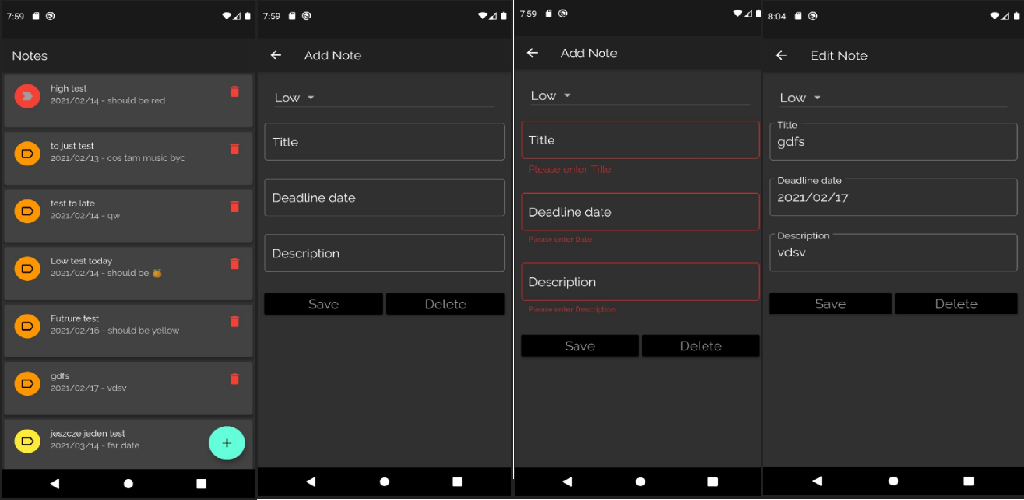 7:59
Notes
high test
2021/02/14 - should be red
to just test
2021/02/13 - cos tam music byc
test to late
2021/02/14 - qw
Low test today
2021/02/14 - should be 🍊
Futrure test
2021/02/16 - should be yellow
gdfs
2021/02/17 - vdsv
jeszcze jeden test
2021/03/14 - far date
+
7:59
Add Note
Low
Title
Deadline date
Description
Save
Delete
7:59
Add Note
Low
Title
Please enter Title
Deadline date
Please enter Date
Description
Please enter Description
Save
Delete
8:04
Edit Note
Low
Title
gdfs
Deadline date
2021/02/17
Description
vdsv
Save
Delete